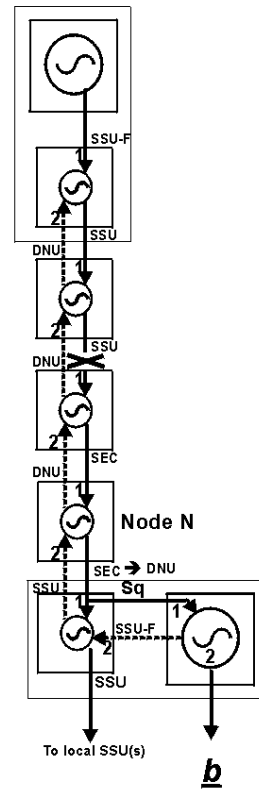 SSU-F
1
2
SSU
DNU
1
2
SSU
DNU
1
2
SEC
DNU
1
Node N
2
SEC → DNU
SSU
Sq
1
1
SSU-F
2
2
SSU
To local SSU(s)
b